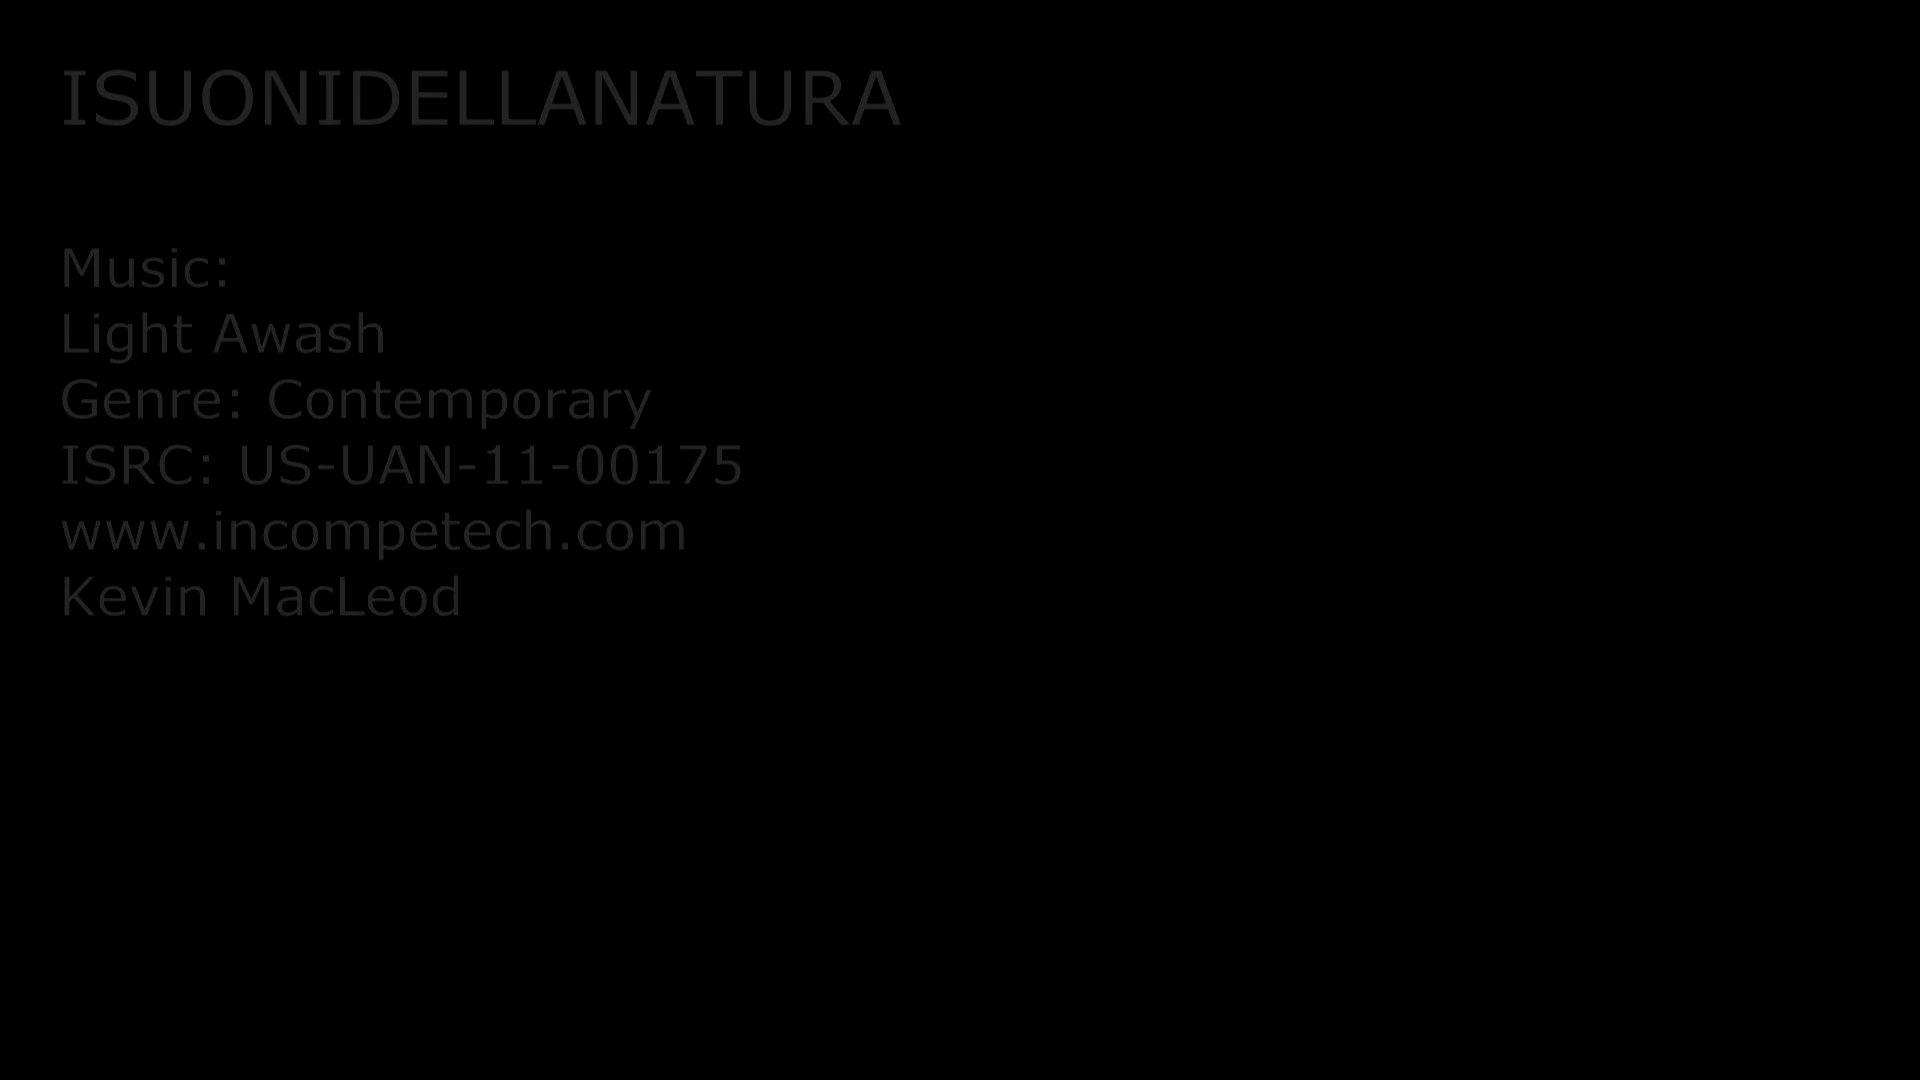 ISUONIDELLANATURA
Music:
Light Awash
Genre: Contemporary
ISRC: US-UAN-11-00175
www.incompetech.com
Kevin MacLeod